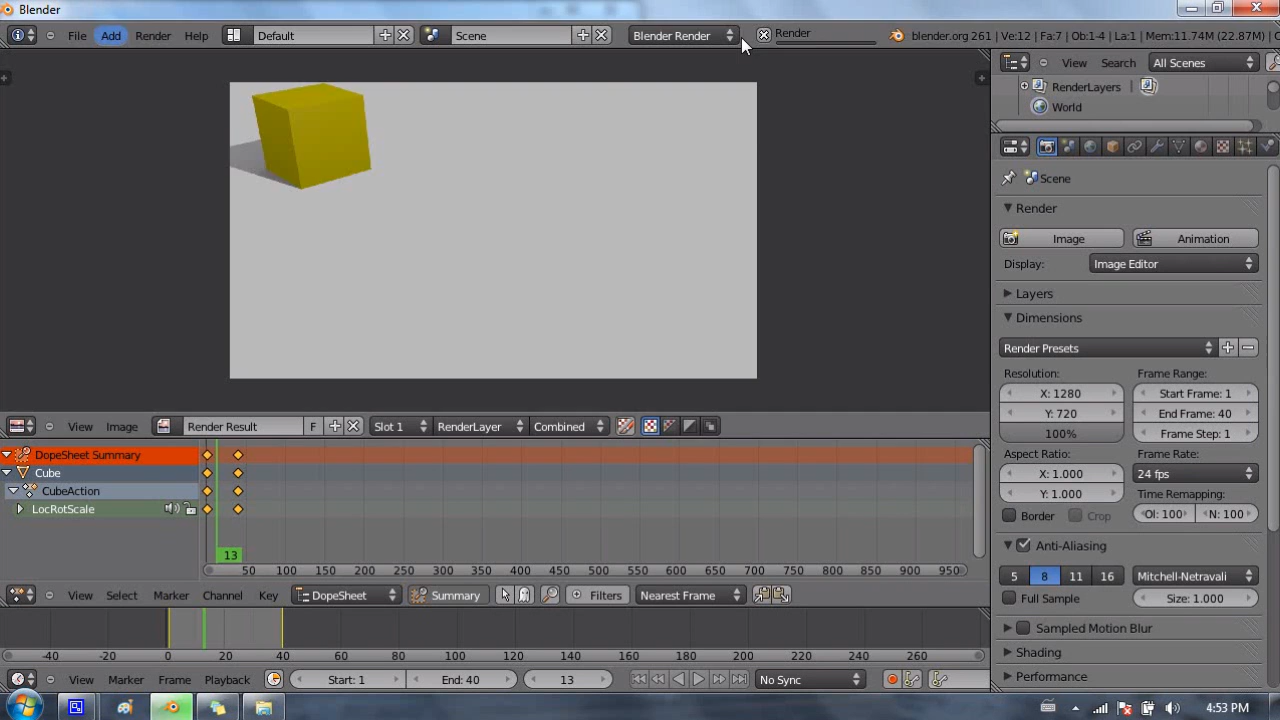 Blender
File Add Render Help Default Scene Blender Render Render blender.org 261 | Ve:12 | Fa:7 | Ob:1-4 | La:1 | Mem:11.74M (22.87M)
View Search All Scenes
RenderLayers
World
Scene
Render
Image Animation
Display: Image Editor
Layers
Dimensions
Render Presets
Resolution: Frame Range:
X: 1280 Start Frame: 1
Y: 720 End Frame: 40
100% Frame Step: 1
Aspect Ratio: Frame Rate:
X: 1.000 24 fps
Y: 1.000 Time Remapping:
Border Crop Ol: 100 N: 100
Anti-Aliasing
5 8 11 16 Mitchell-Netravali
Full Sample Size: 1.000
Sampled Motion Blur
Shading
Performance
View Image Render Result F Slot 1 RenderLayer Combined
DopeSheet Summary
Cube
CubeAction
LocRotScale
13
50 100 150 200 250 300 350 400 450 500 550 600 650 700 750 800 850 900 950
View Select Marker Channel Key DopeSheet Summary Filters Nearest Frame
-40 -20 0 20 40 60 80 100 120 140 160 180 200 220 240 260
View Marker Frame Playback Start: 1 End: 40 13 No Sync
4:53 PM